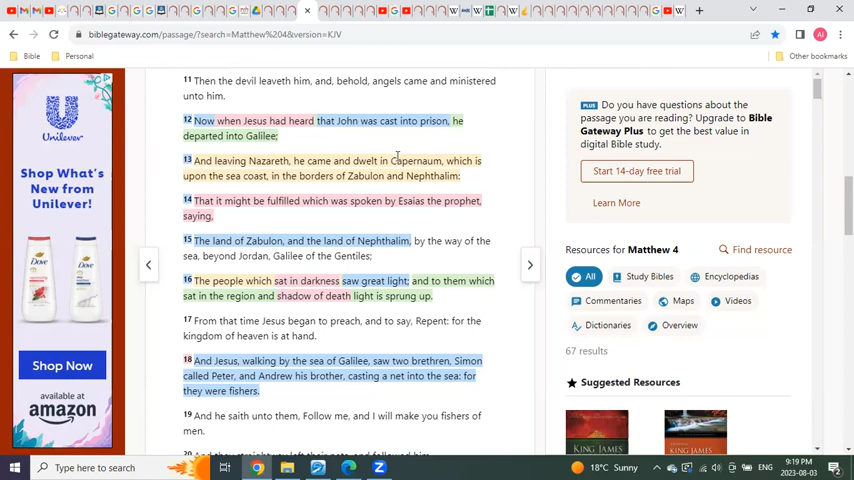 biblegateway.com/passage/?search=Matthew%204&version=KJV
Bible
Personal
Other bookmarks
Unilever
Shop What's
New from
Unilever!
Dove
Dove
Shop Now
available at
amazon
11 Then the devil leaveth him, and, behold, angels came and ministered
unto him.
12 Now when Jesus had heard that John was cast into prison, he
departed into Galilee;
13 And leaving Nazareth, he came and dwelt in Capernaum, which is
upon the sea coast, in the borders of Zabulon and Nephthalim:
14 That it might be fulfilled which was spoken by Esaias the prophet,
saying,
15 The land of Zabulon, and the land of Nephthalim, by the way of the
sea, beyond Jordan, Galilee of the Gentiles;
16 The people which sat in darkness saw great light; and to them which
sat in the region and shadow of death light is sprung up.
17 From that time Jesus began to preach, and to say, Repent: for the
kingdom of heaven is at hand.
18 And Jesus, walking by the sea of Galilee, saw two brethren, Simon
called Peter, and Andrew his brother, casting a net into the sea: for
they were fishers.
19 And he saith unto them, Follow me, and I will make you fishers of
men.
PLUS Do you have questions about the
passage you are reading? Upgrade to Bible
Gateway Plus to get the best value in
digital Bible study.
Start 14-day free trial
Learn More
Resources for Matthew 4
Find resource
All
Study Bibles
Encyclopedias
Commentaries
Maps
Videos
Dictionaries
Overview
67 results
Suggested Resources
KING JAMES
KING JAMES
Type here to search
18°C Sunny
ENG
9:19 PM
2023-08-03